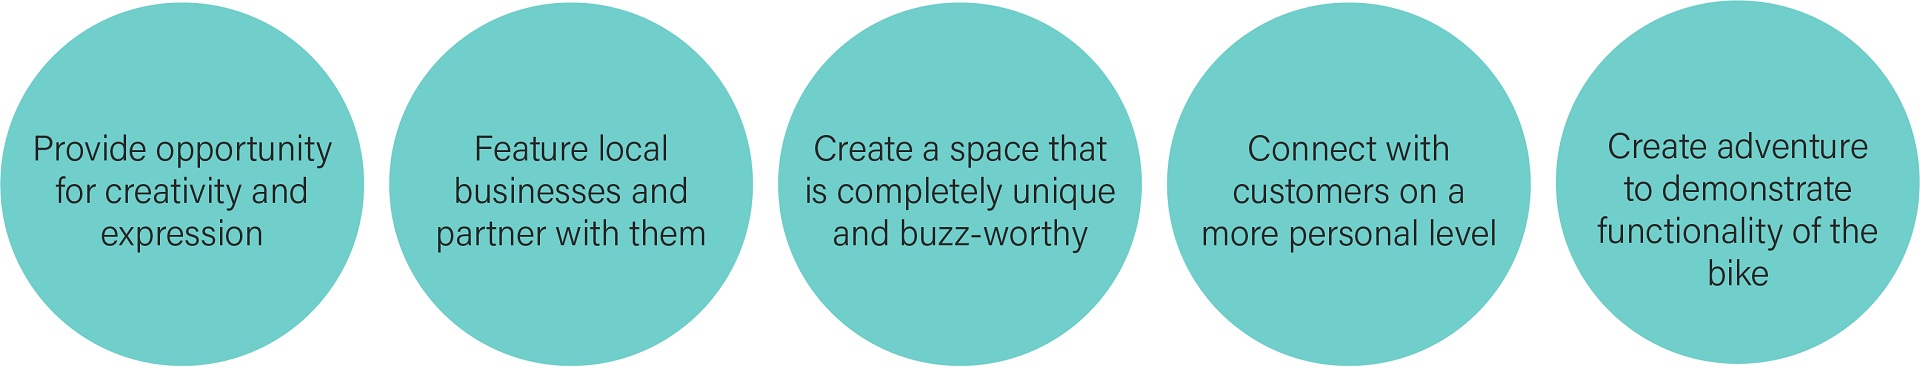 Provide opportunity
for creativity and
expression
Feature local
businesses and
partner with them
Create a space that
is completely unique
and buzz-worthy
Connect with
customers on a
more personal level
Create adventure
to demonstrate
functionality of the
bike